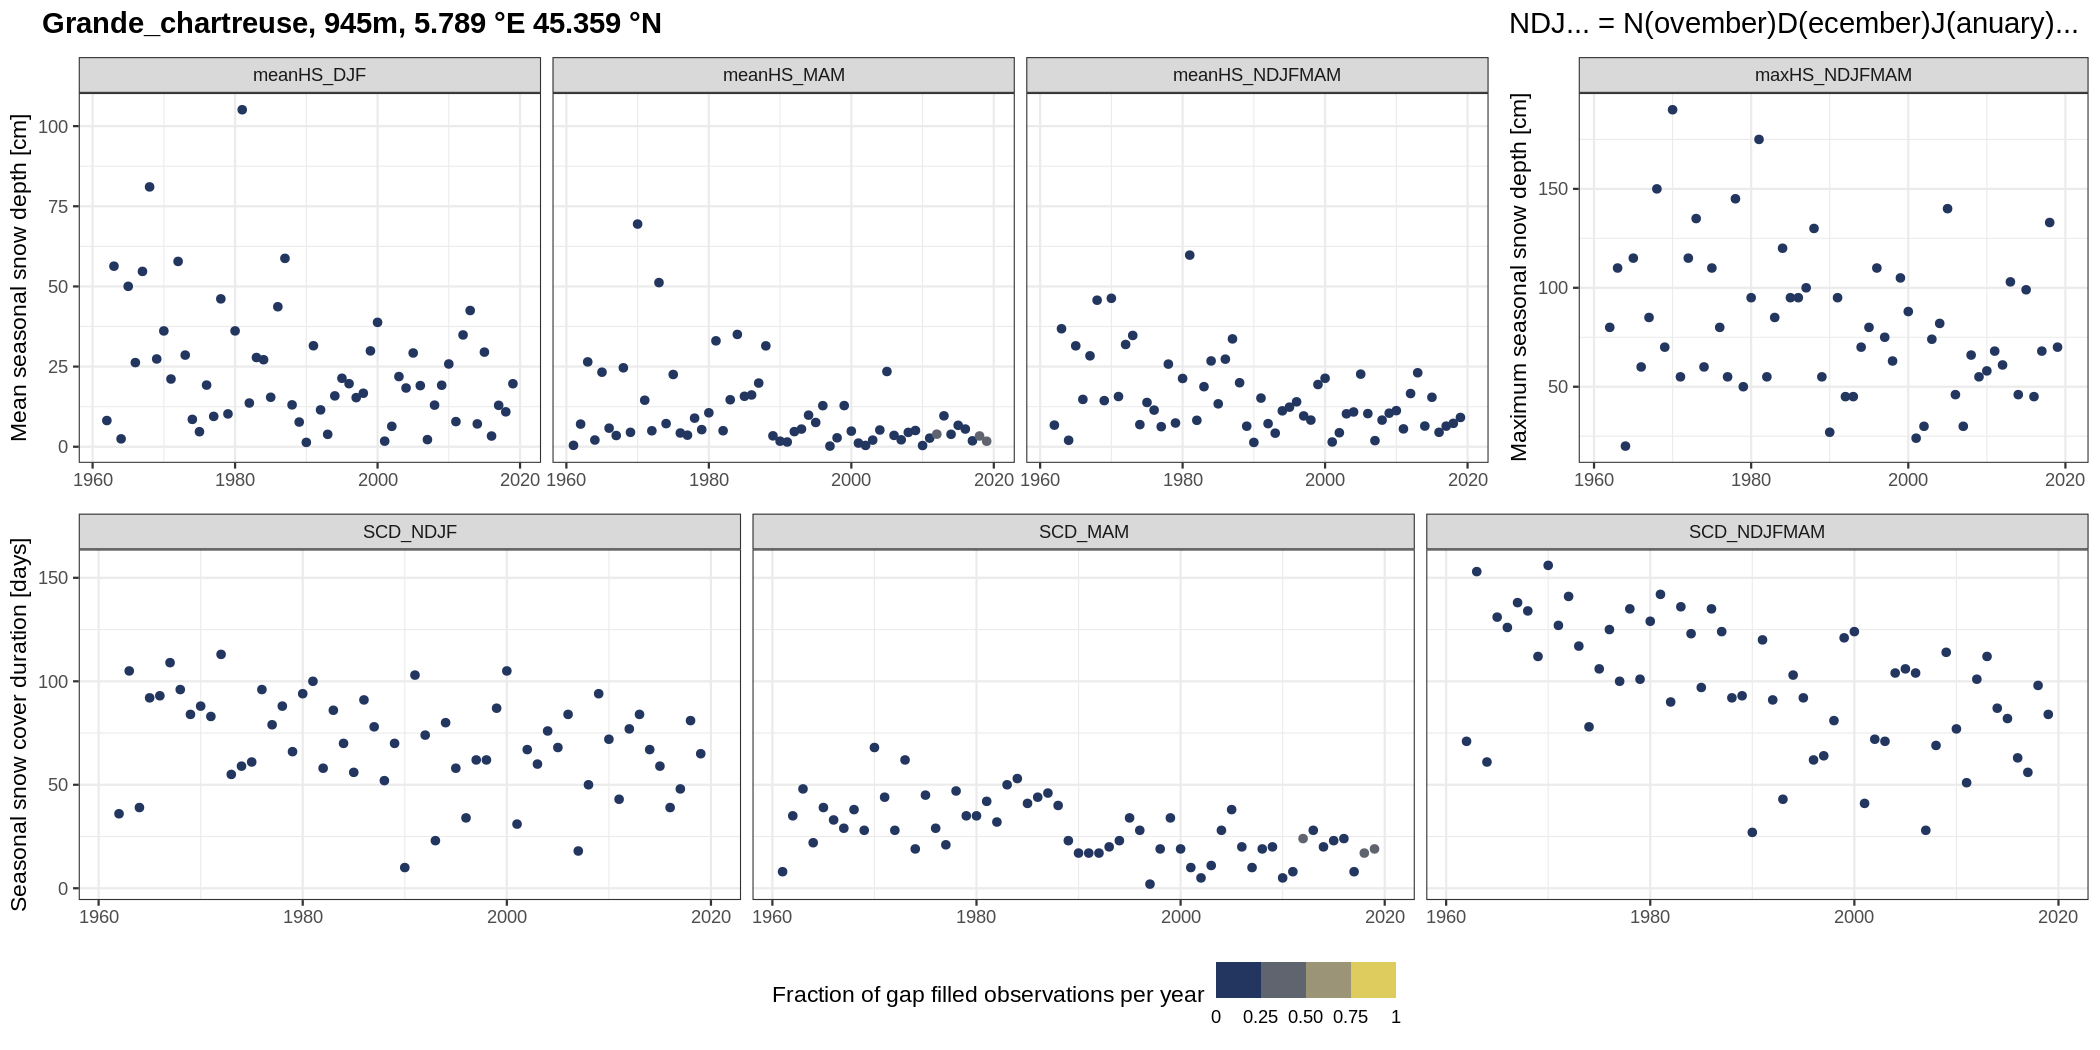 Grande_chartreuse, 945m, 5.789 °E 45.359 °N
NDJ... = N(ovember)D(ecember)J(anuary)...
meanHS_DJF
meanHS_MAM
meanHS_NDJFMAM
maxHS_NDJFMAM
Mean seasonal snow depth [cm]
100
75
50
25
0
1960 1980 2000 2020
1960 1980 2000 2020
1960 1980 2000 2020
Maximum seasonal snow depth [cm]
150
100
50
1960 1980 2000 2020
SCD_NDJF
SCD_MAM
SCD_NDJFMAM
Seasonal snow cover duration [days]
150
100
50
0
1960 1980 2000 2020
1960 1980 2000 2020
1960 1980 2000 2020
Fraction of gap filled observations per year
0 0.25 0.50 0.75 1